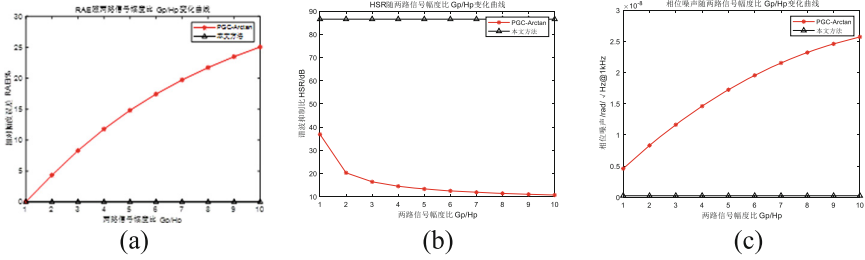 RAE随两路信号幅度比 Gp/Hp变化曲线
PGC-Arctan
本文方法
相对幅度误差 RAE/%
30
25
20
15
10
5
0
1 2 3 4 5 6 7 8 9 10
两路信号幅度比 Gp/Hp
(a)
HSR随两路信号幅度比 Gp/Hp变化曲线
PGC-Arctan
本文方法
谐波抑制比 HSR/dB
90
80
70
60
50
40
30
20
10
1 2 3 4 5 6 7 8 9 10
两路信号幅度比 Gp/Hp
(b)
相位噪声随两路信号幅度比 Gp/Hp变化曲线
PGC-Arctan
本文方法
相位噪声/rad/√Hz@1kHz
3
2.5
2
1.5
1
0.5
0
1 2 3 4 5 6 7 8 9 10
两路信号幅度比 Gp/Hp
(c)